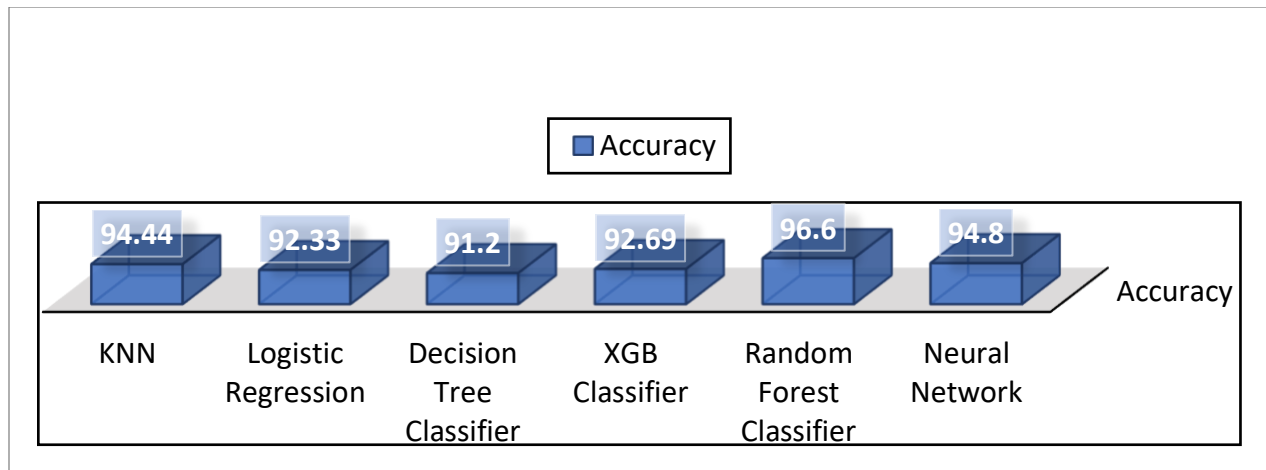 Accuracy
94.44
92.33
91.2
92.69
96.6
94.8
Accuracy
KNN
Logistic
Regression
Decision
Tree
Classifier
XGB
Classifier
Random
Forest
Classifier
Neural
Network